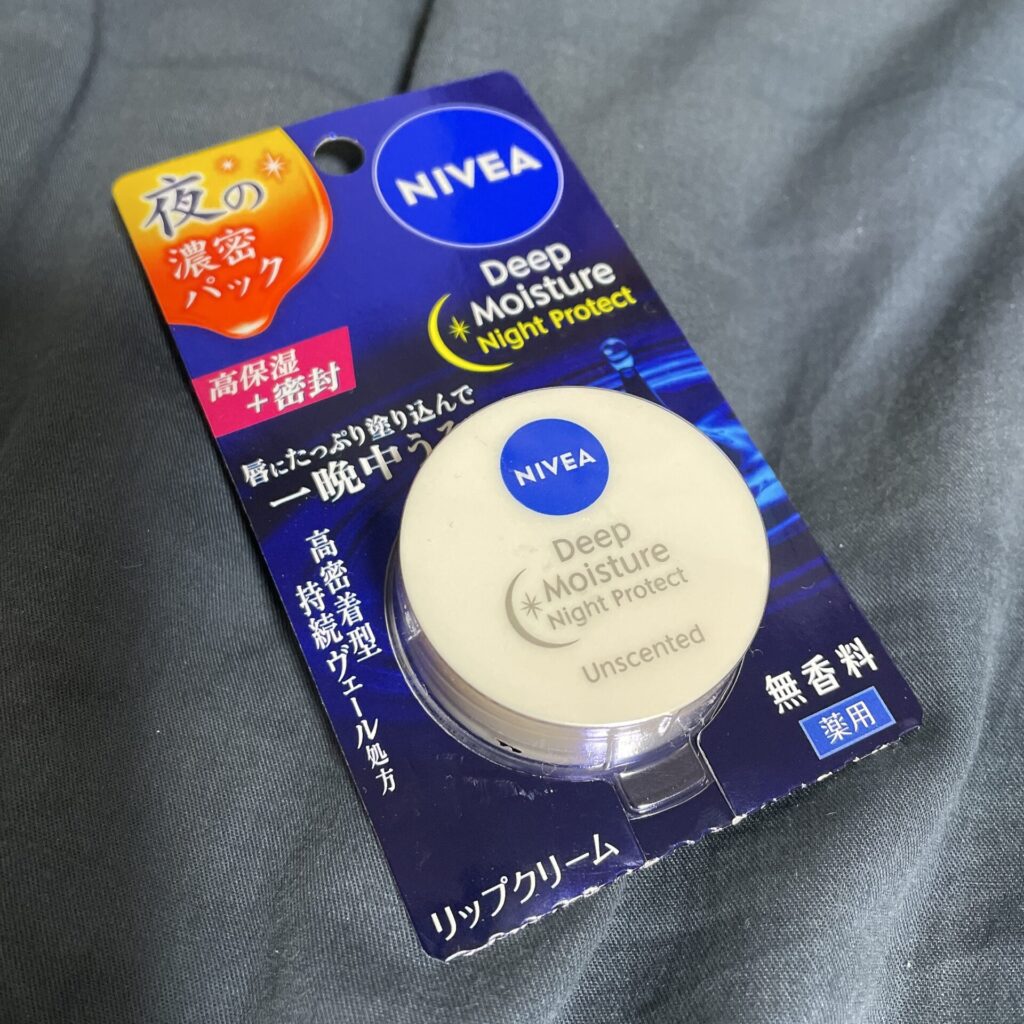 夜の
濃密
パック
NIVEA
Deep
Moisture
Night Protect
高保湿
+密封
唇にたっぷり塗り込んで
一晩中う
高密着型
持続ヴェール処方
NIVEA
Deep
Moisture
Night Protect
Unscented
無香料
薬用
リップクリーム